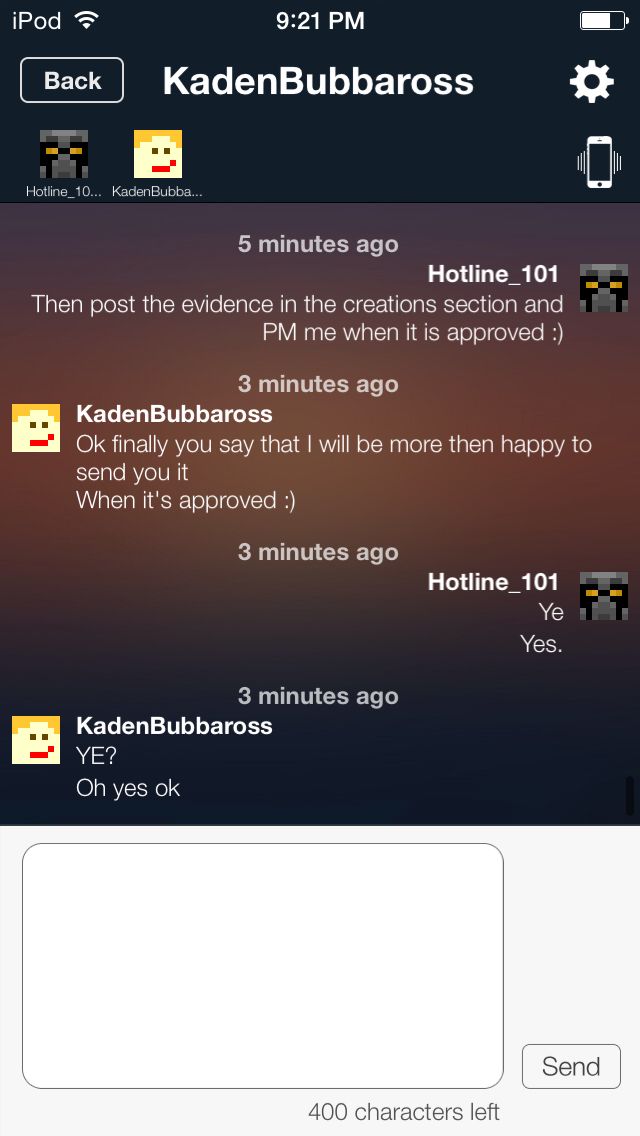 iPod 9:21 PM
Back KadenBubbaross
Hotline_10... KadenBubba...
5 minutes ago
Hotline_101
Then post the evidence in the creations section and
PM me when it is approved :)
3 minutes ago
KadenBubbaross
Ok finally you say that I will be more then happy to
send you it
When it's approved :)
3 minutes ago
Hotline_101
Ye
Yes.
3 minutes ago
KadenBubbaross
YE?
Oh yes ok
Send
400 characters left